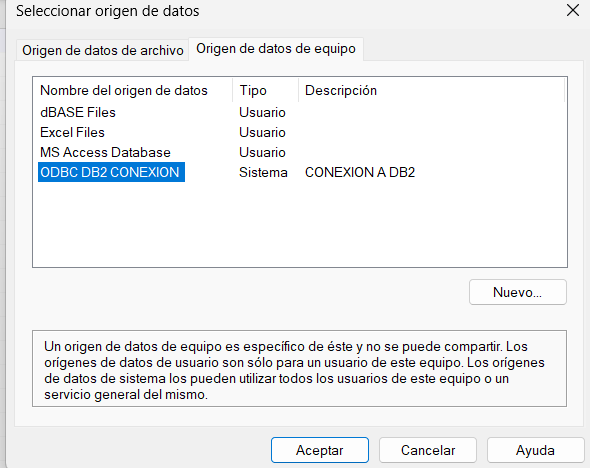 Seleccionar origen de datos
Origen de datos de archivo Origen de datos de equipo
Nombre del origen de datos Tipo Descripción
dBASE Files Usuario
Excel Files Usuario
MS Access Database Usuario
ODBC DB2 CONEXION Sistema CONEXION A DB2
Nuevo...
Un origen de datos de equipo es específico de éste y no se puede compartir. Los
orígenes de datos de usuario son sólo para un usuario de este equipo. Los orígenes
de datos de sistema los pueden utilizar todos los usuarios de este equipo o un
servicio general del mismo.
Aceptar Cancelar Ayuda